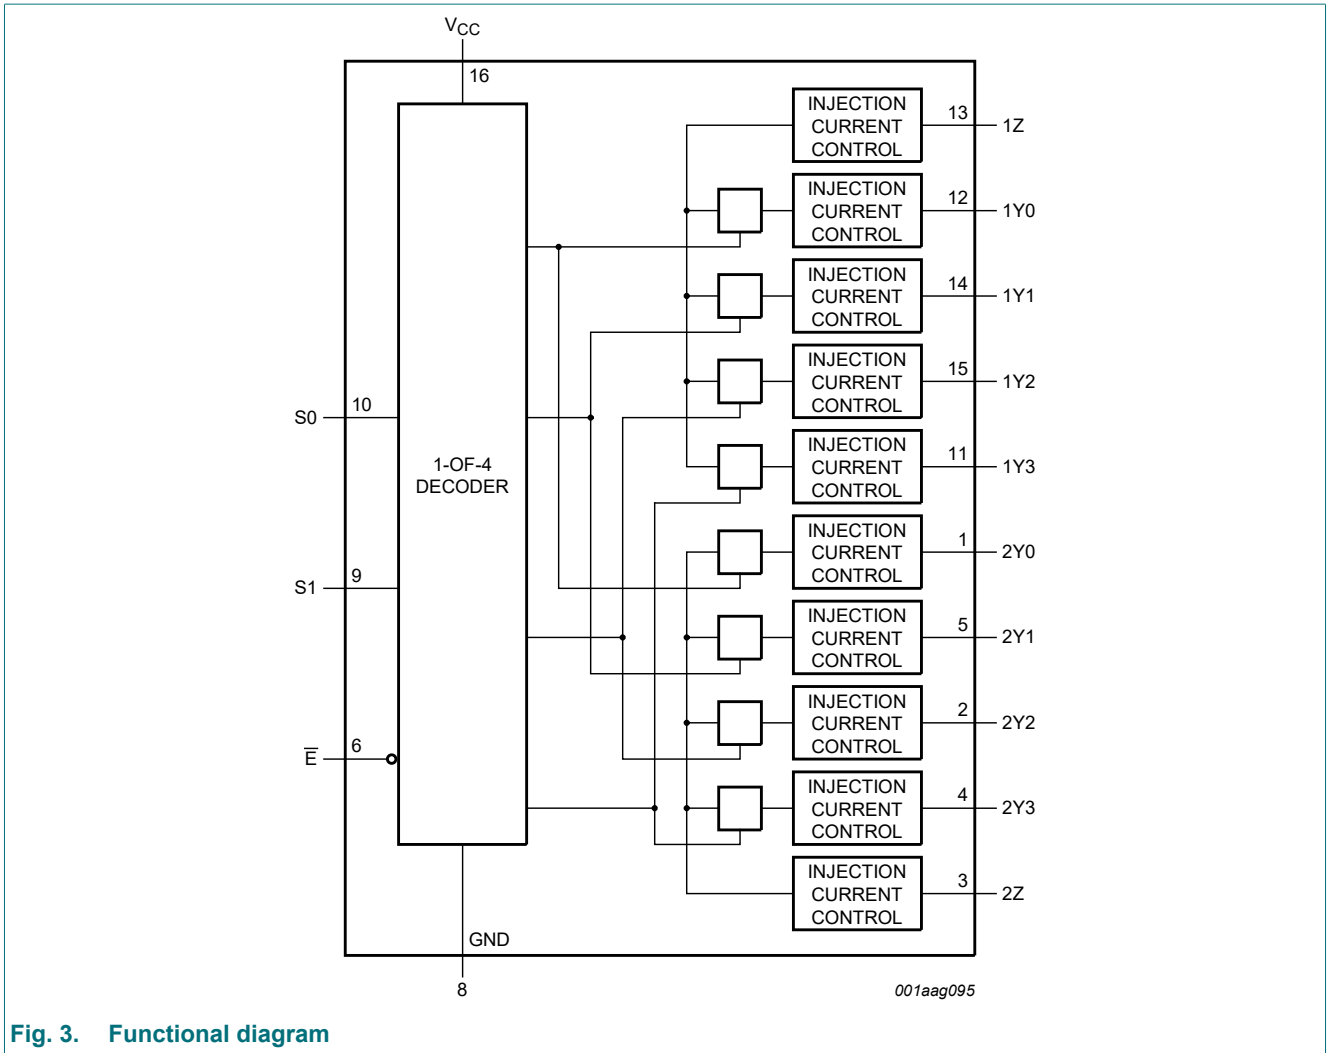 VCC
16
INJECTION
CURRENT
CONTROL
13
1Z
INJECTION
CURRENT
CONTROL
12
1Y0
INJECTION
CURRENT
CONTROL
14
1Y1
INJECTION
CURRENT
CONTROL
15
1Y2
S0
10
1-OF-4
DECODER
INJECTION
CURRENT
CONTROL
11
1Y3
INJECTION
CURRENT
CONTROL
1
2Y0
S1
9
INJECTION
CURRENT
CONTROL
5
2Y1
INJECTION
CURRENT
CONTROL
2
2Y2
E̅
6
INJECTION
CURRENT
CONTROL
4
2Y3
INJECTION
CURRENT
CONTROL
3
2Z
GND
8
001aag095
Fig. 3. Functional diagram